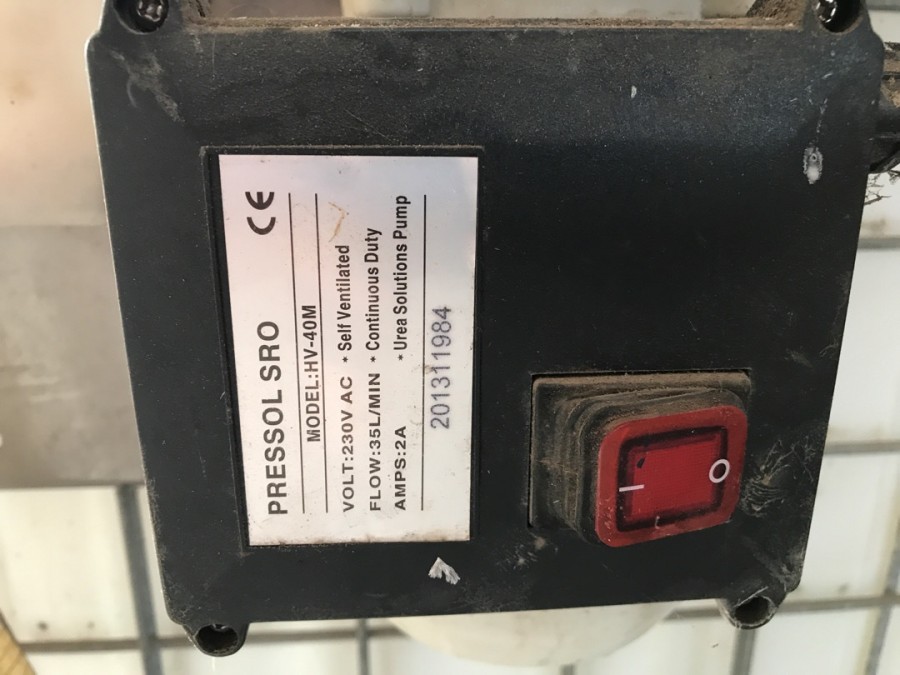 PRESSOL SRO CE
MODEL:HV-40M
VOLT:230V AC * Self Ventilated
FLOW:35L/MIN * Continuous Duty
AMPS:2A * Urea Solutions Pump
201311984
I O